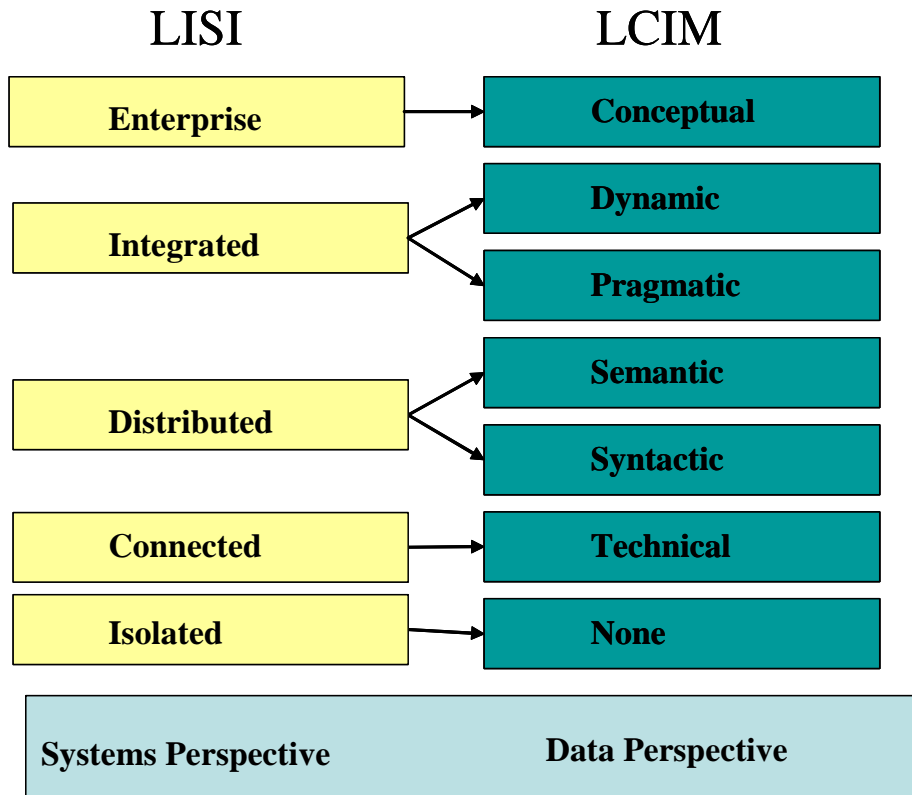 LISI LCIM
Enterprise Conceptual
Dynamic
Integrated
Pragmatic
Semantic
Distributed
Syntactic
Connected Technical
Isolated None
Systems Perspective Data Perspective